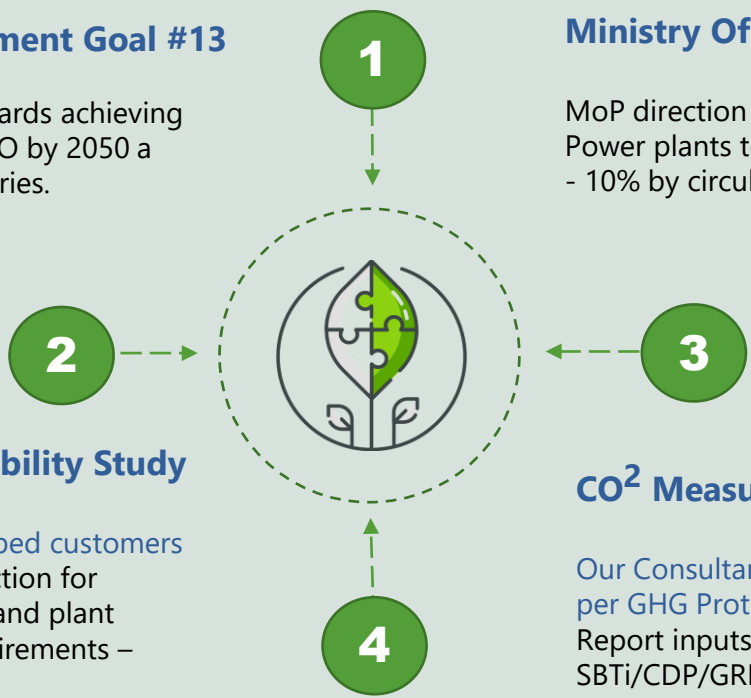 ment Goal #13
ards achieving
O by 2050 a
ries.
1
Ministry Of
MoP direction
Power plants t
- 10% by circul
2
3
bility Study
ped customers
ction for
and plant
irements –
4
CO² Measu
Our Consultan
per GHG Prot
Report inputs
SBTi/CDP/GRI